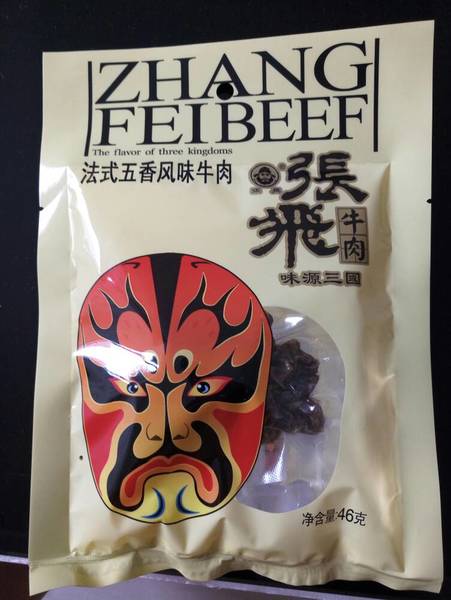 ZHANG
FEIBEEF
The flavor of three kingdoms
法式五香风味牛肉
張飛
牛肉
味源三國
净含量:46克